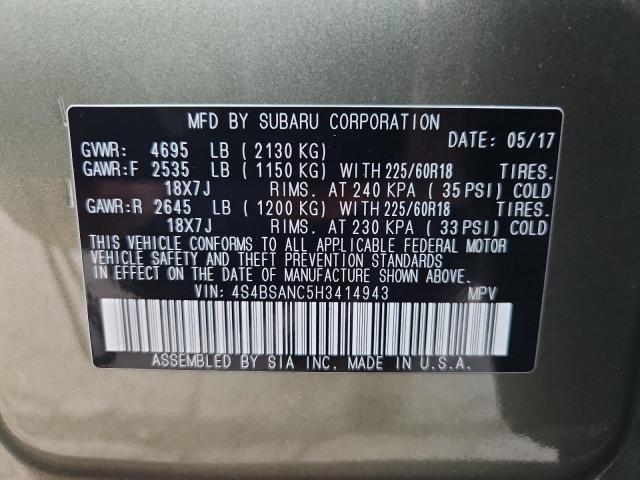 MFD BY SUBARU CORPORATION
DATE: 05/17
GVWR: 4695 LB ( 2130 KG)
GAWR:F 2535 LB ( 1150 KG) WITH 225/60R18 TIRES.
18X7J RIMS. AT 240 KPA ( 35 PSI) COLD
GAWR:R 2645 LB ( 1200 KG) WITH 225/60R18 TIRES.
18X7J RIMS. AT 230 KPA ( 33 PSI) COLD
THIS VEHICLE CONFORMS TO ALL APPLICABLE FEDERAL MOTOR
VEHICLE SAFETY AND THEFT PREVENTION STANDARDS
IN EFFECT ON THE DATE OF MANUFACTURE SHOWN ABOVE.
VIN: 4S4BSANC5H3414943 MPV
ASSEMBLED BY SIA INC. MADE IN U.S.A.